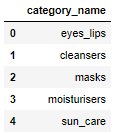 category_name
0 eyes_lips
1 cleansers
2 masks
3 moisturisers
4 sun_care